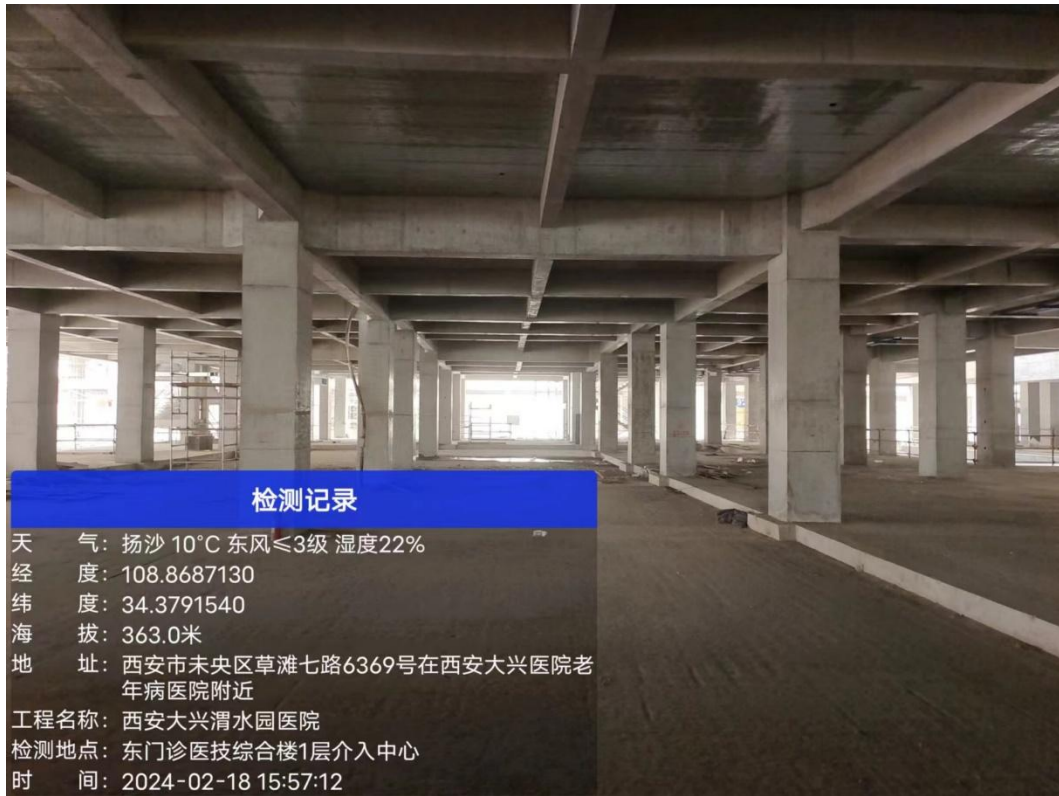 检测记录
天 气：扬沙 10°C 东风≤3级 湿度22%
经 度：108.8687130
纬 度：34.3791540
海 拔：363.0米
地 址：西安市未央区草滩七路6369号在西安大兴医院老
年病医院附近
工程名称：西安大兴渭水园医院
检测地点：东门诊医技综合楼1层介入中心
时 间：2024-02-18 15:57:12